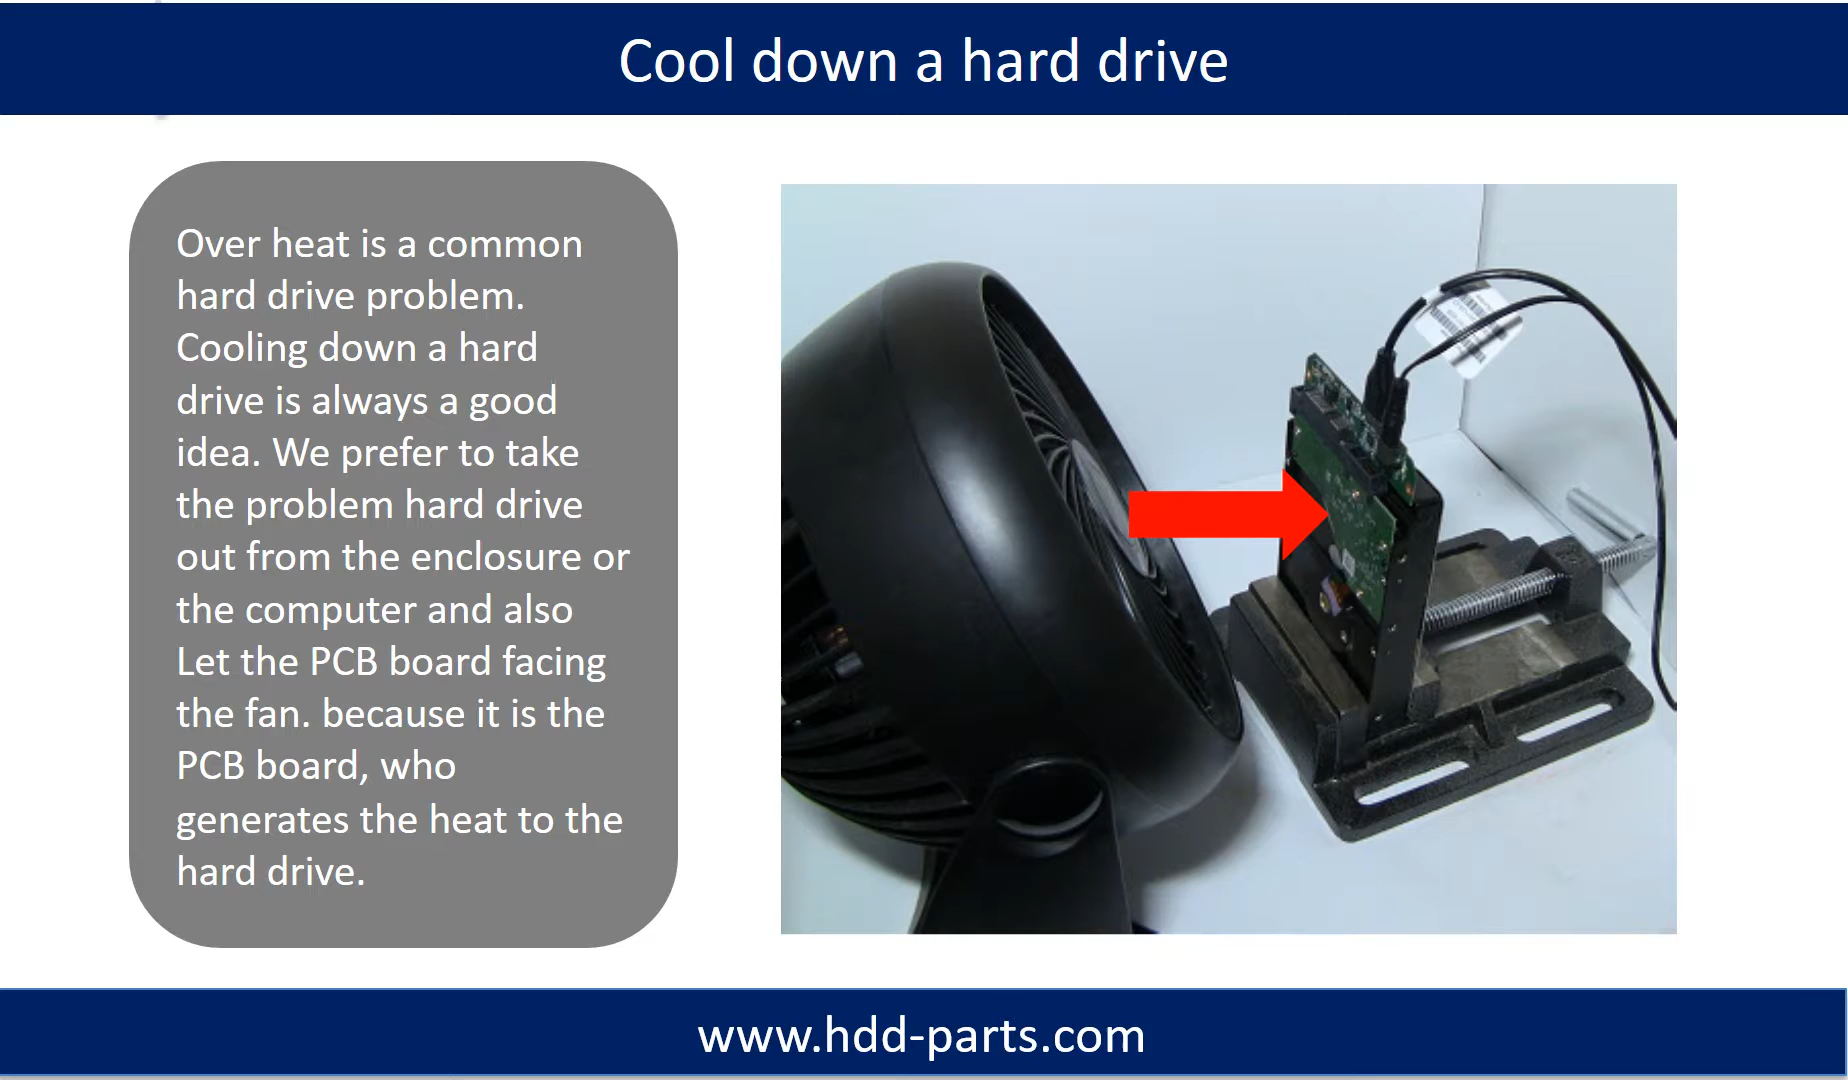 Cool down a hard drive
Over heat is a common
hard drive problem.
Cooling down a hard
drive is always a good
idea. We prefer to take
the problem hard drive
out from the enclosure or
the computer and also
Let the PCB board facing
the fan. because it is the
PCB board, who
generates the heat to the
hard drive.
www.hdd-parts.com